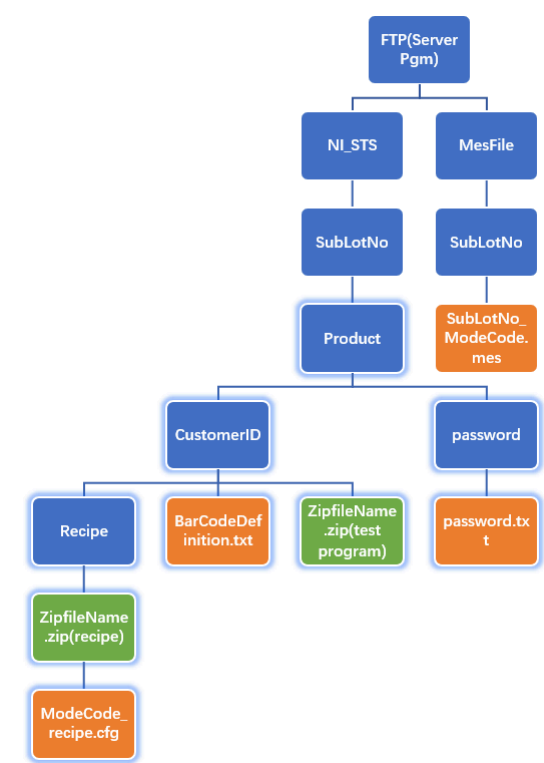 FTP(Server
Pgm)
NI_STS
MesFile
SubLotNo
SubLotNo
Product
SubLotNo_
ModeCode.
mes
CustomerID
password
Recipe
BarCodeDef
inition.txt
ZipfileName
.zip(test
program)
password.tx
t
ZipfileName
.zip(recipe)
ModeCode_
recipe.cfg